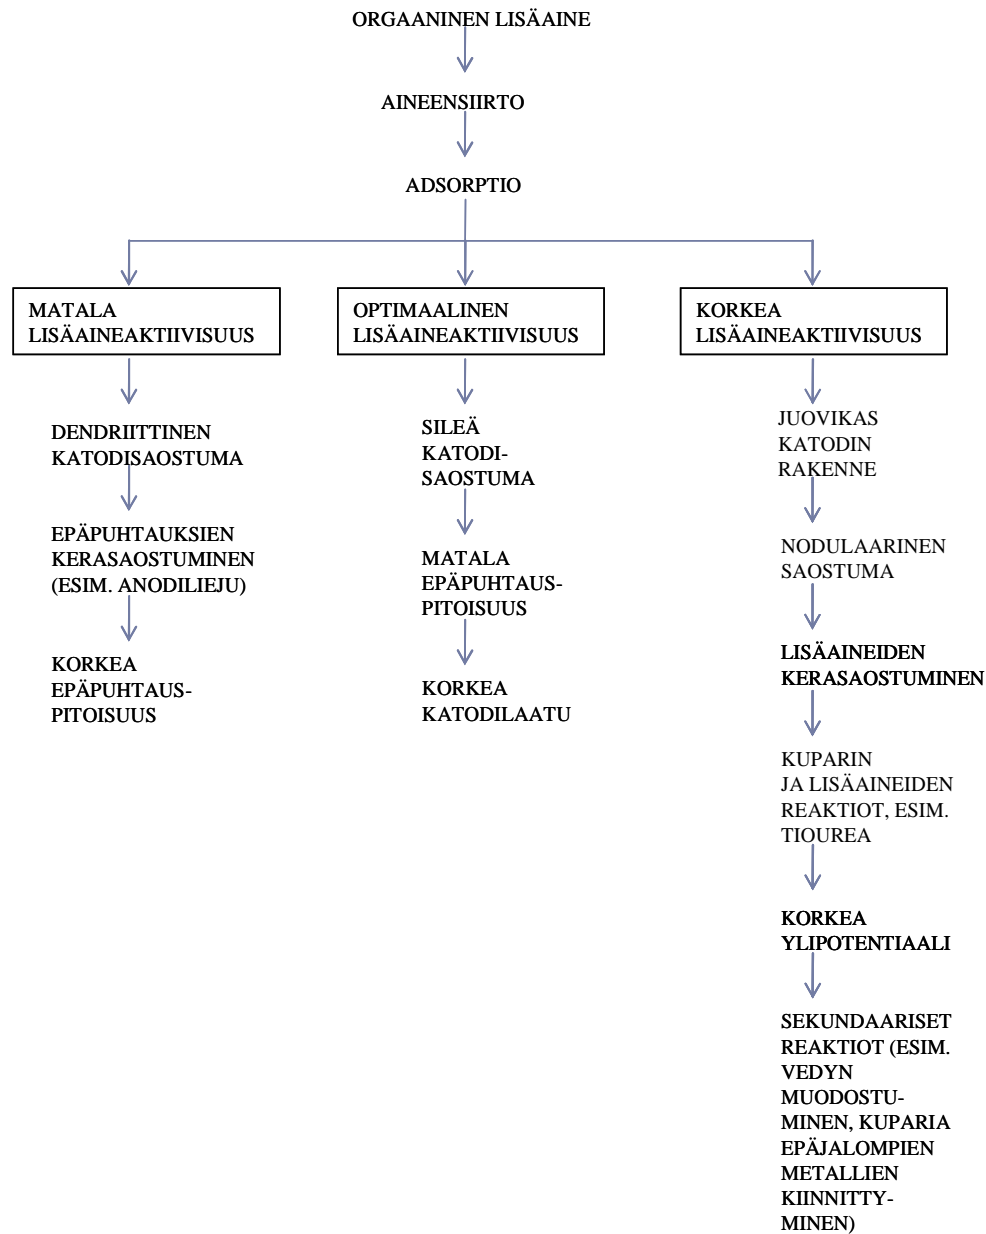 ORGAANINEN LISÄAINE
AINEENSIIRTO
ADSORPTIO
MATALA
LISÄAINEAKTIIVISUUS
DENDRIITTINEN
KATODISAOSTUMA
EPÄPUHTAUKSIEN
KERASAOSTUMINEN
(ESIM. ANODILIEJU)
KORKEA
EPÄPUHTAUS-
PITOISUUS
OPTIMAALINEN
LISÄAINEAKTIIVISUUS
SILEÄ
KATODI-
SAOSTUMA
MATALA
EPÄPUHTAUS-
PITOISUUS
KORKEA
KATODILAATU
KORKEA
LISÄAINEAKTIIVISUUS
JUOVIKAS
KATODIN
RAKENNE
NODULAARINEN
SAOSTUMA
LISÄAINEIDEN
KERASAOSTUMINEN
KUPARIN
JA LISÄAINEIDEN
REAKTIOT, ESIM.
TIOUREA
KORKEA
YLIPOTENTIAALI
SEKUNDAARISET
REAKTIOT (ESIM.
VEDYN
MUODOSTU-
MINEN, KUPARIA
EPÄJALOMPIEN
METALLIEN
KIINNITTY-
MINEN)